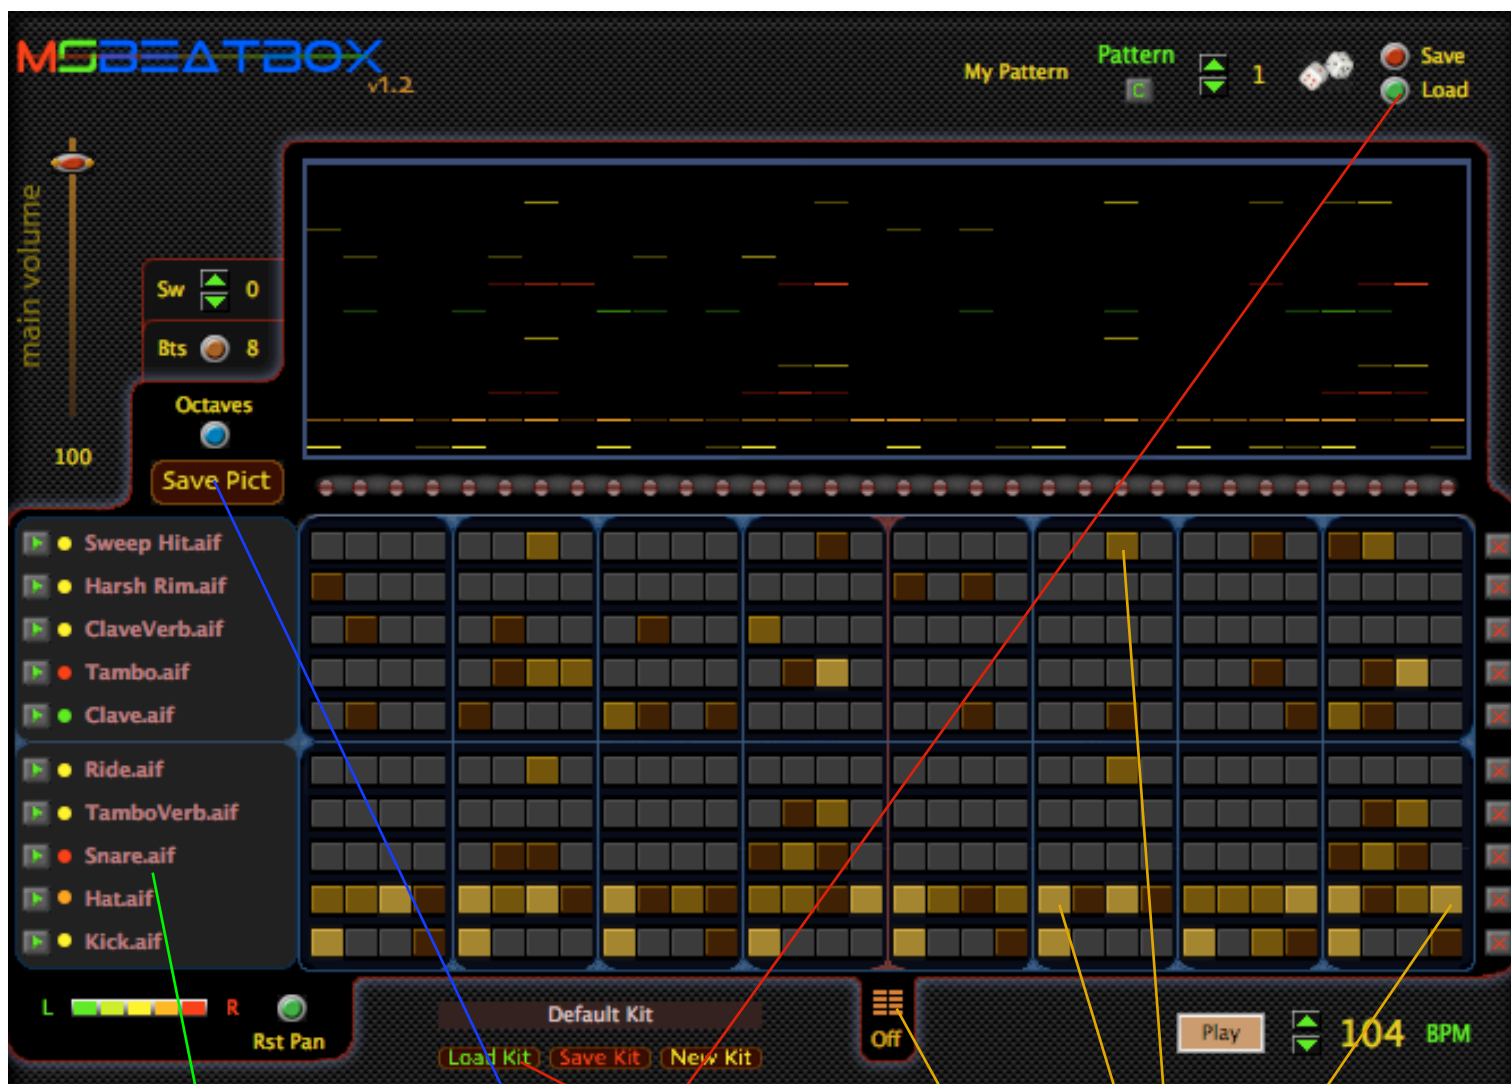 MSBEATBOX
v1.2
My Pattern
Pattern
C
1
Save
Load
main volume
100
Sw 0
Bts 8
Octaves
Save Pict
Sweep Hit.aif
Harsh Rim.aif
ClaveVerb.aif
Tambo.aif
Clave.aif
Ride.aif
TamboVerb.aif
Snare.aif
Hat.aif
Kick.aif
L R
Rst Pan
Default Kit
Load Kit Save Kit New Kit
Off
Play
104 BPM